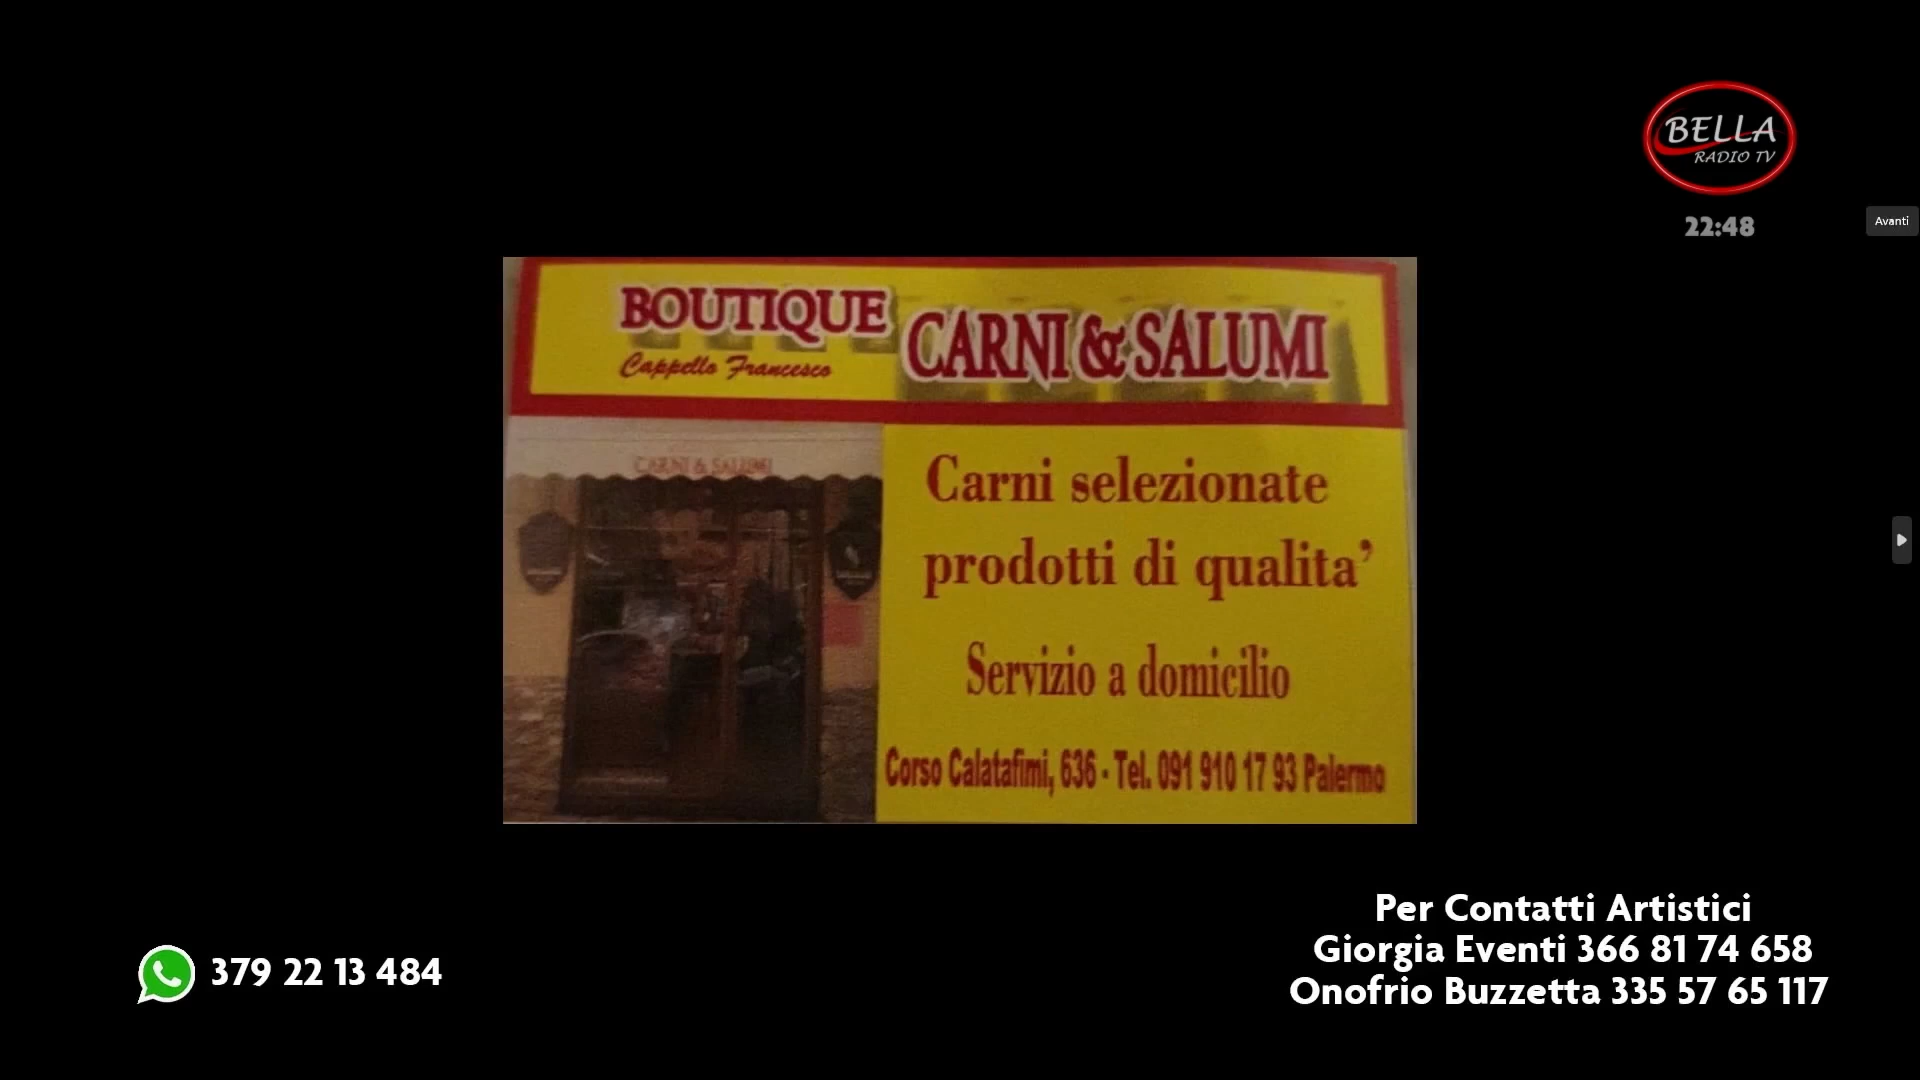 BELLA
RADIO TV
22:48
Avanti
BOUTIQUE
Cappello Francesco
CARNI & SALUMI
CARNI & SALUMI
Carni selezionate
prodotti di qualita’
Servizio a domicilio
Corso Calatafimi, 636 - Tel. 091 910 17 93 Palermo
379 22 13 484
Per Contatti Artistici
Giorgia Eventi 366 81 74 658
Onofrio Buzzetta 335 57 65 117